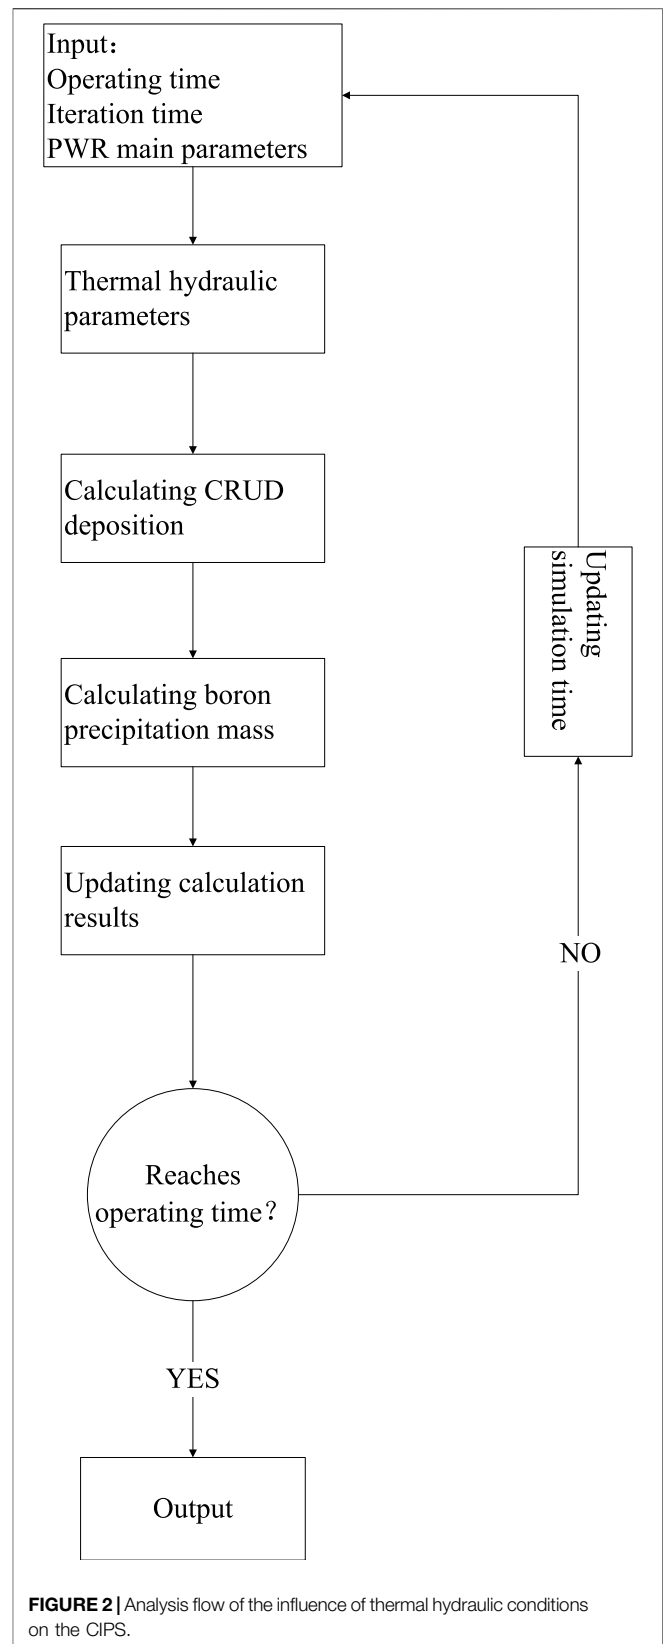 Input：
Operating time
Iteration time
PWR main parameters
Thermal hydraulic
parameters
Calculating CRUD
deposition
Calculating boron
precipitation mass
Updating calculation
results
Reaches
operating time？
YES
Output
NO
Updating
simulation time
FIGURE 2 | Analysis flow of the influence of thermal hydraulic conditions
on the CIPS.